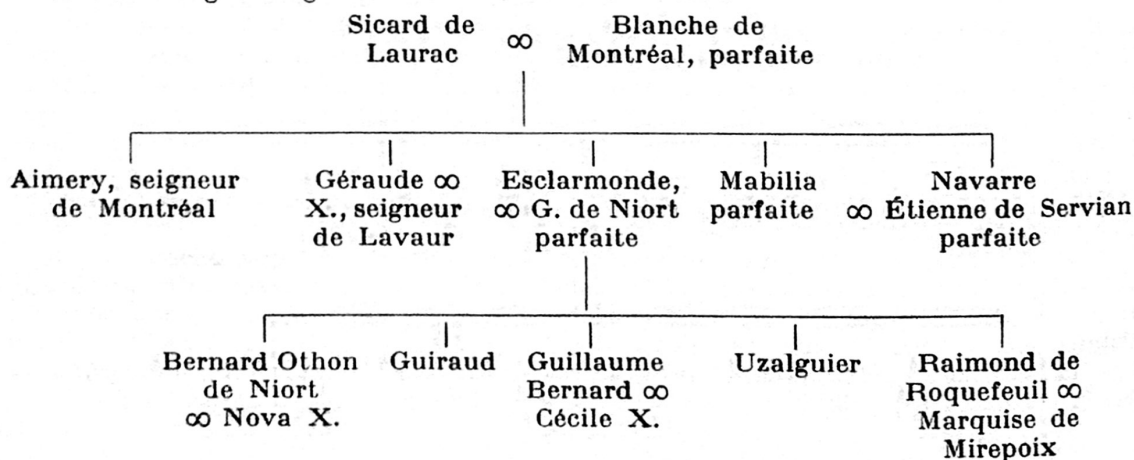 Sicard de Laurac ∞ Blanche de Montréal, parfaite
Aimery, seigneur
de Montréal
Géraude ∞
X., seigneur
de Lavaur
Esclarmonde,
∞ G. de Niort
parfaite
Mabilia
parfaite
Navarre
∞ Étienne de Servian
parfaite
Bernard Othon
de Niort
∞ Nova X.
Guiraud
Guillaume
Bernard ∞
Cécile X.
Uzalguier
Raimond de
Roquefeuil ∞
Marquise de
Mirepoix